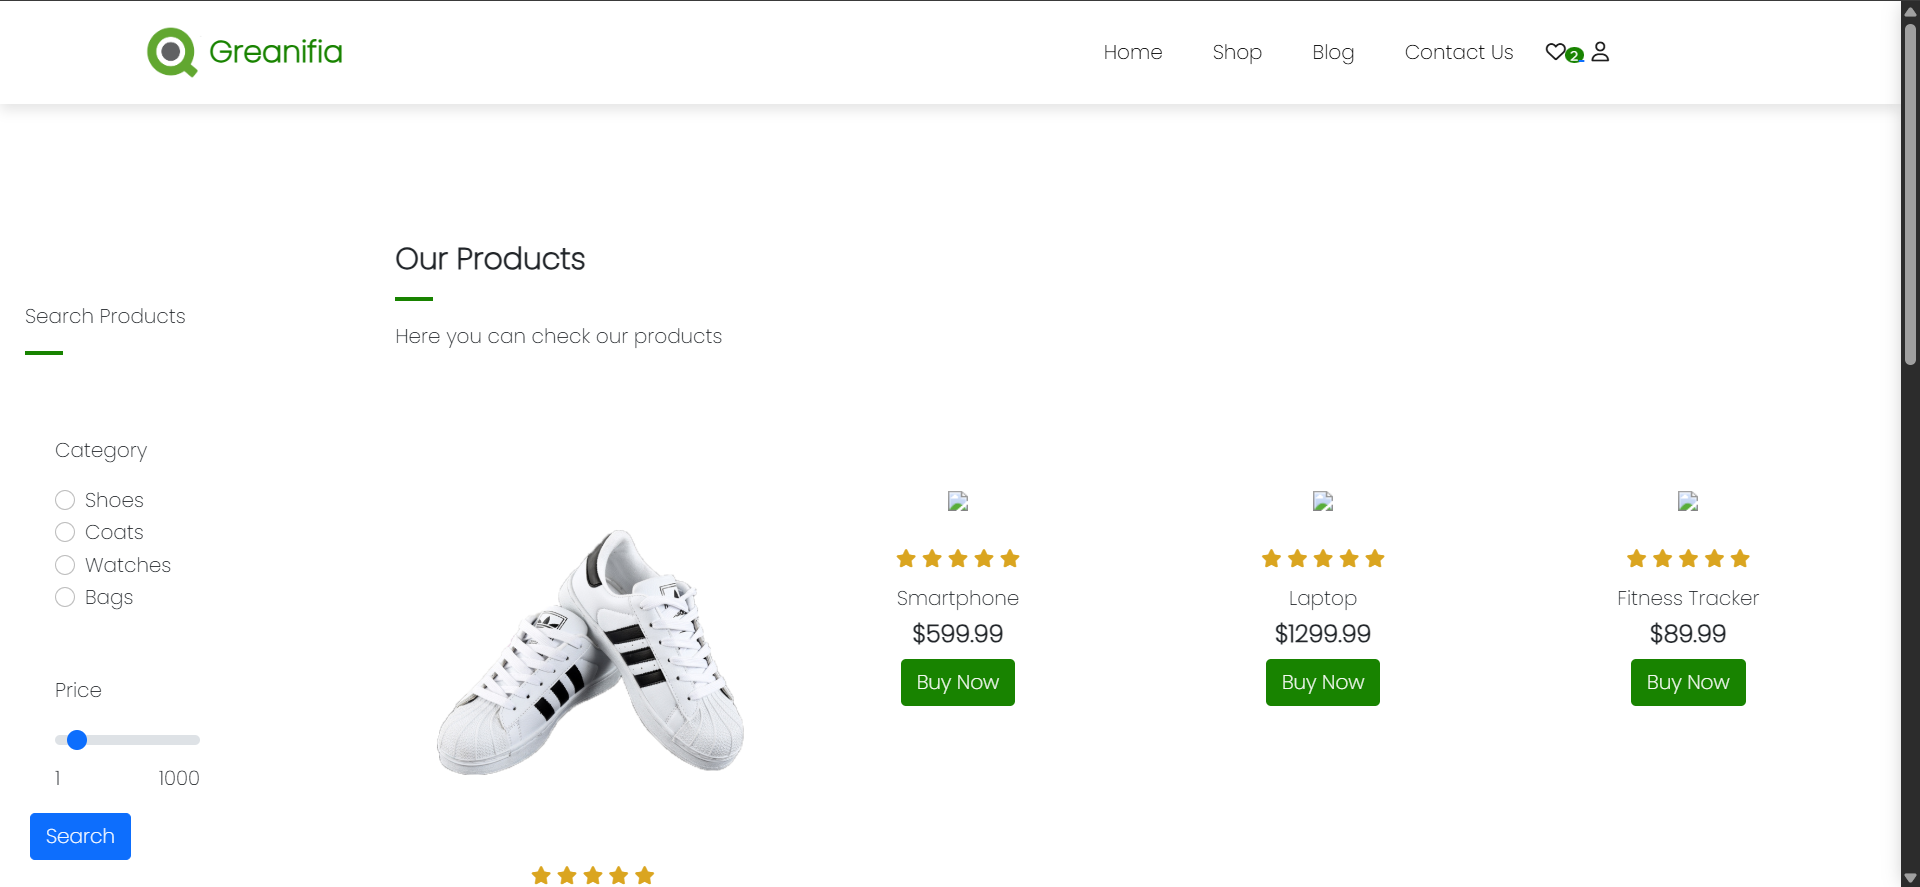 Greanifia
Home Shop Blog Contact Us 2
Our Products
Search Products
Here you can check our products
Category
Shoes
Coats
Watches
Bags
Price
1 1000
Search
Smartphone
$599.99
Buy Now
Laptop
$1299.99
Buy Now
Fitness Tracker
$89.99
Buy Now